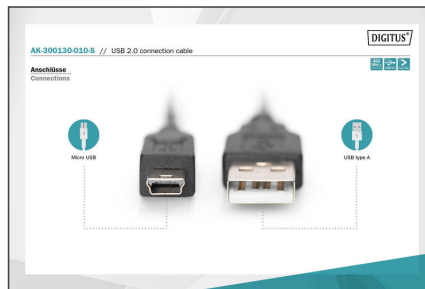 DIGITUS®
AK-300130-010-S // USB 2.0 connection cable
Anschlüsse
Connections
Micro USB
USB type A